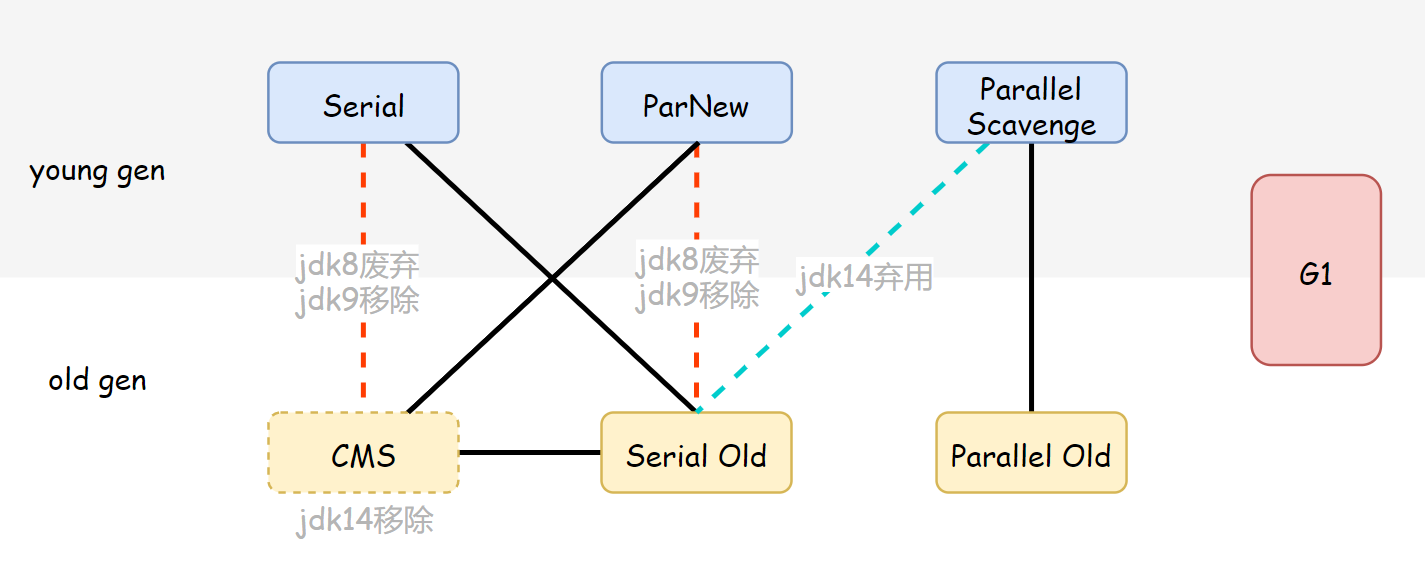 Serial
ParNew
Parallel
Scavenge
young gen
jdk8废弃
jdk9移除
jdk8废弃
jdk9移除
jdk14弃用
G1
old gen
CMS
Serial Old
Parallel Old
jdk14移除